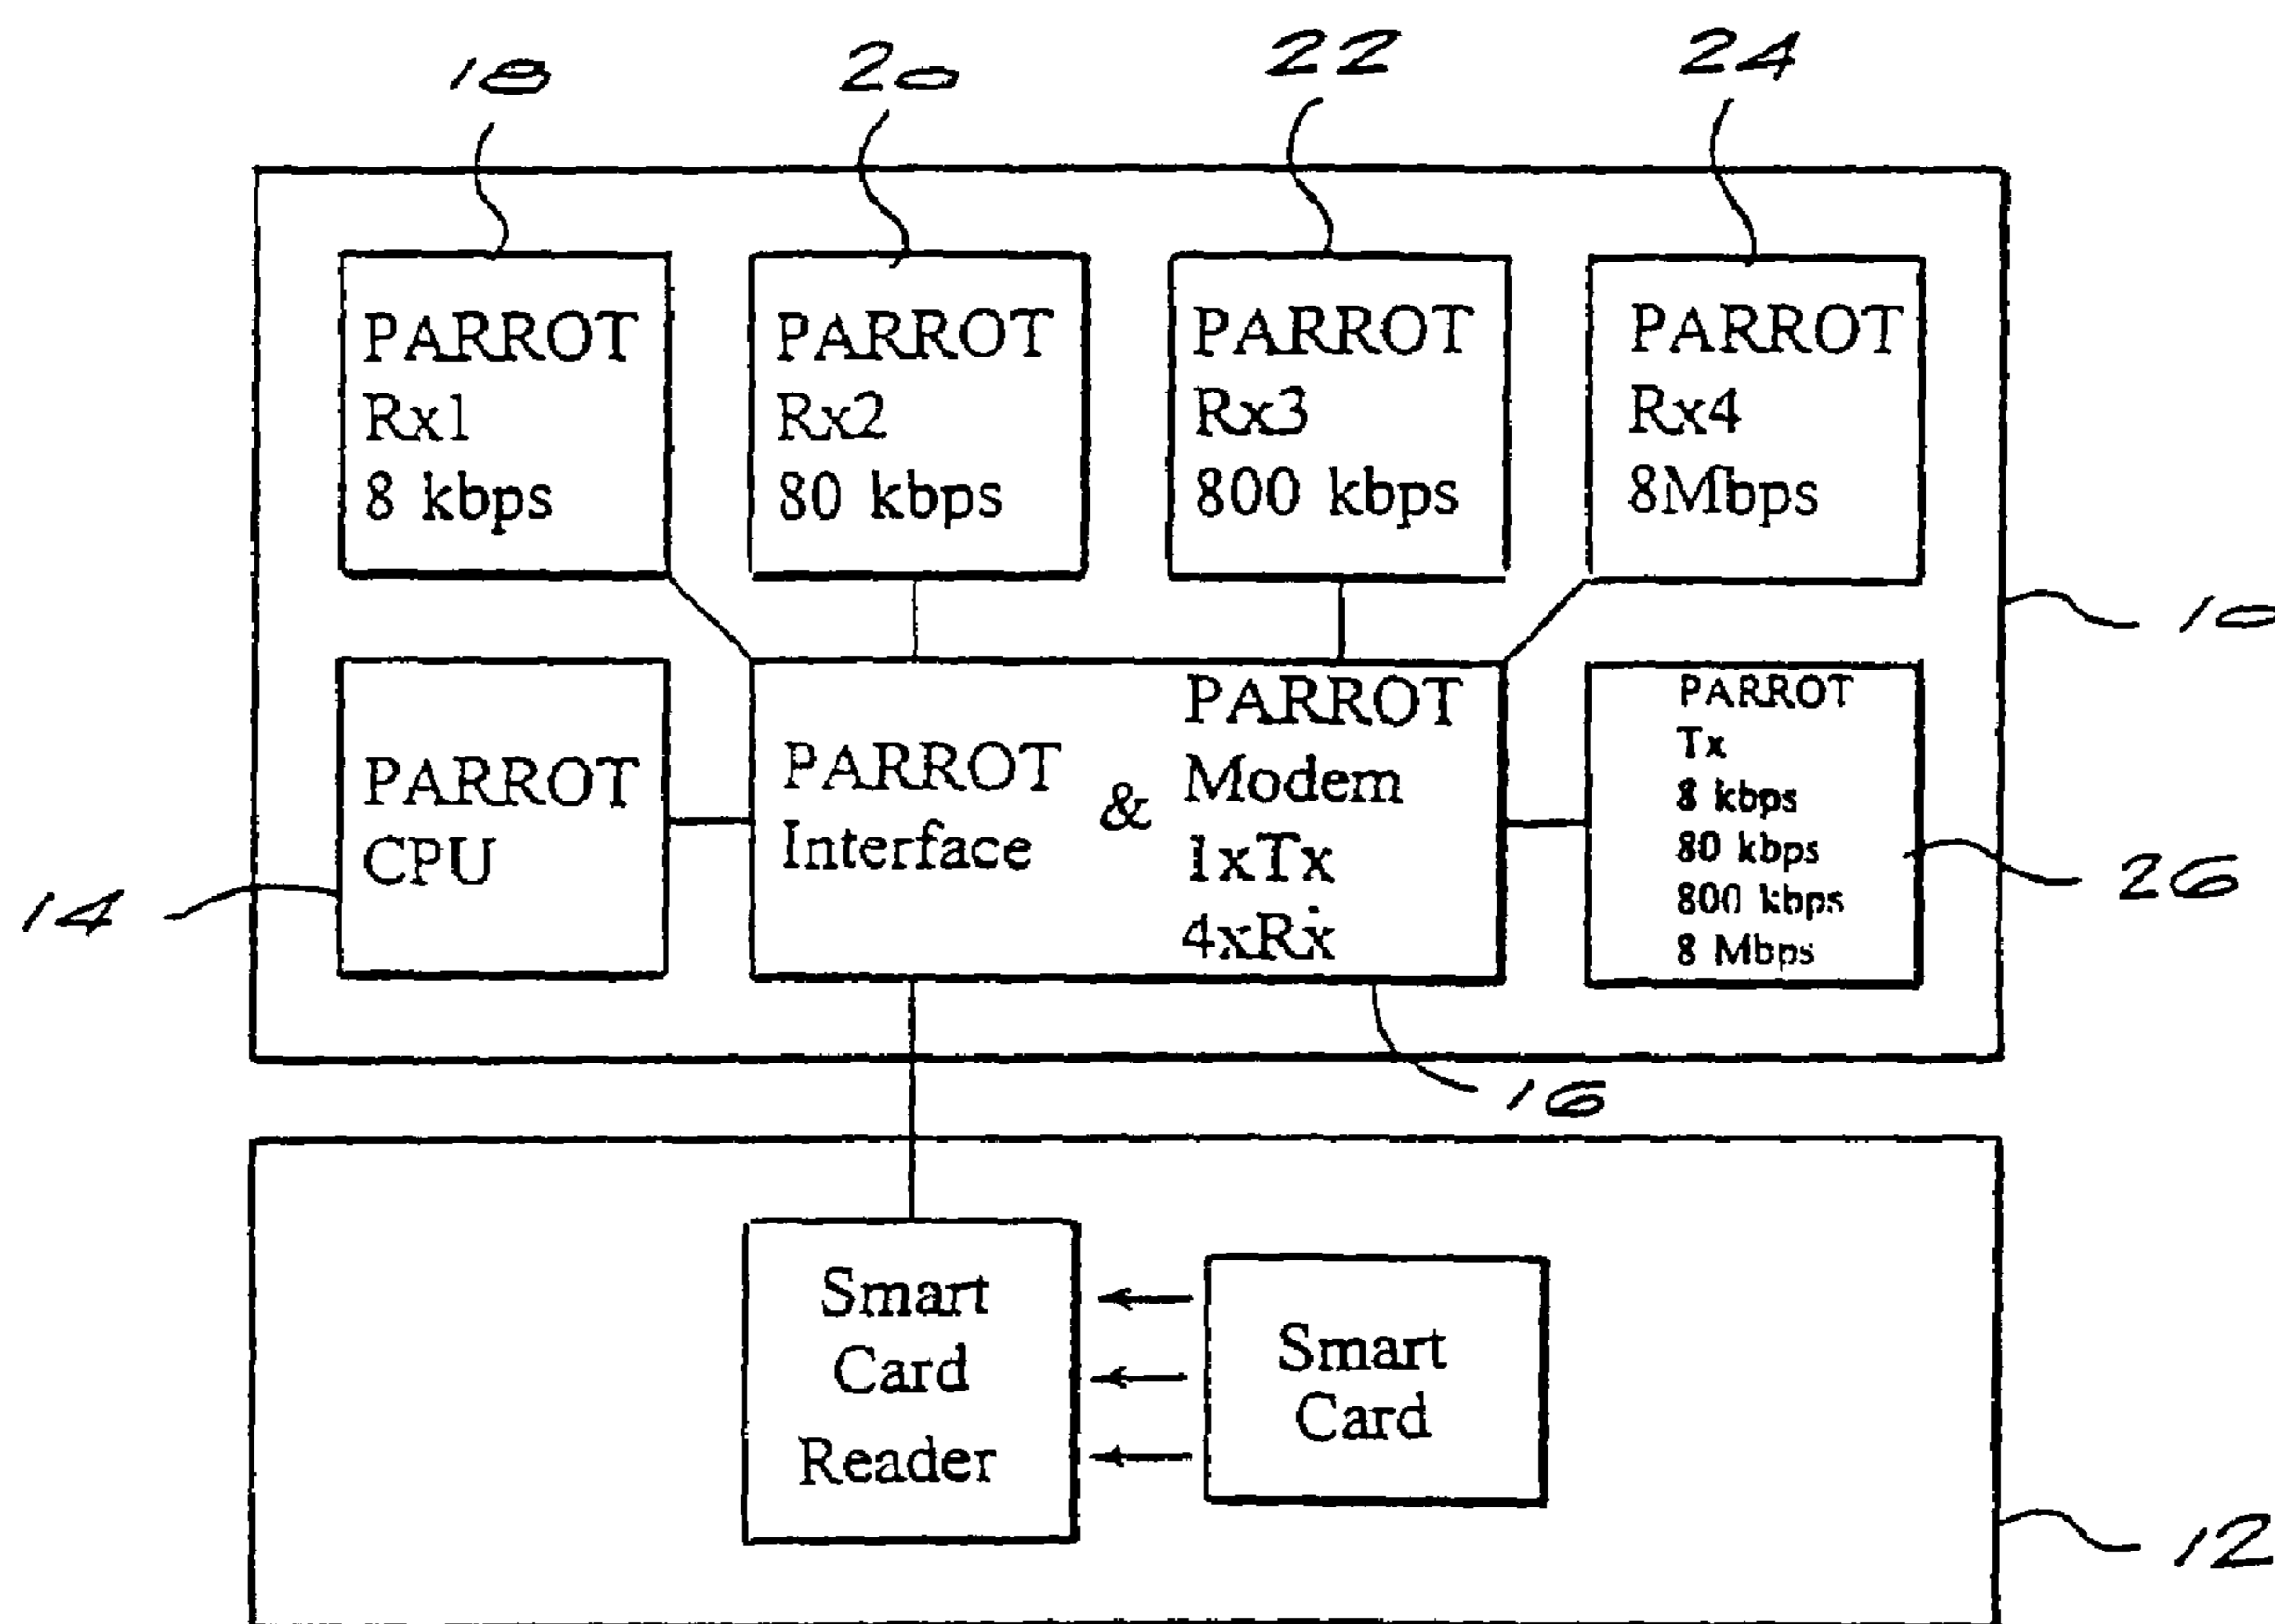 18
20
22
24
PARROT
Rx1
8 kbps
PARROT
Rx2
80 kbps
PARROT
Rx3
800 kbps
PARROT
Rx4
8Mbps
10
PARROT
CPU
14
PARROT
Interface
&
PARROT
Modem
1xTx
4xRx
PARROT
Tx
8 kbps
80 kbps
800 kbps
8 Mbps
26
16
Smart
Card
Reader
Smart
Card
12